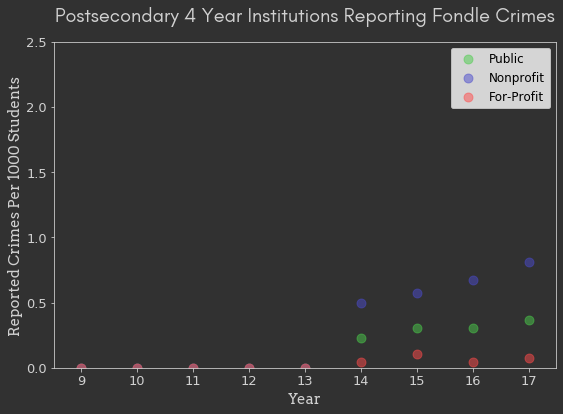 Postsecondary 4 Year Institutions Reporting Fondle Crimes
2.5
2.0
1.5
1.0
0.5
0.0
Reported Crimes Per 1000 Students
Public
Nonprofit
For-Profit
9 10 11 12 13 14 15 16 17
Year